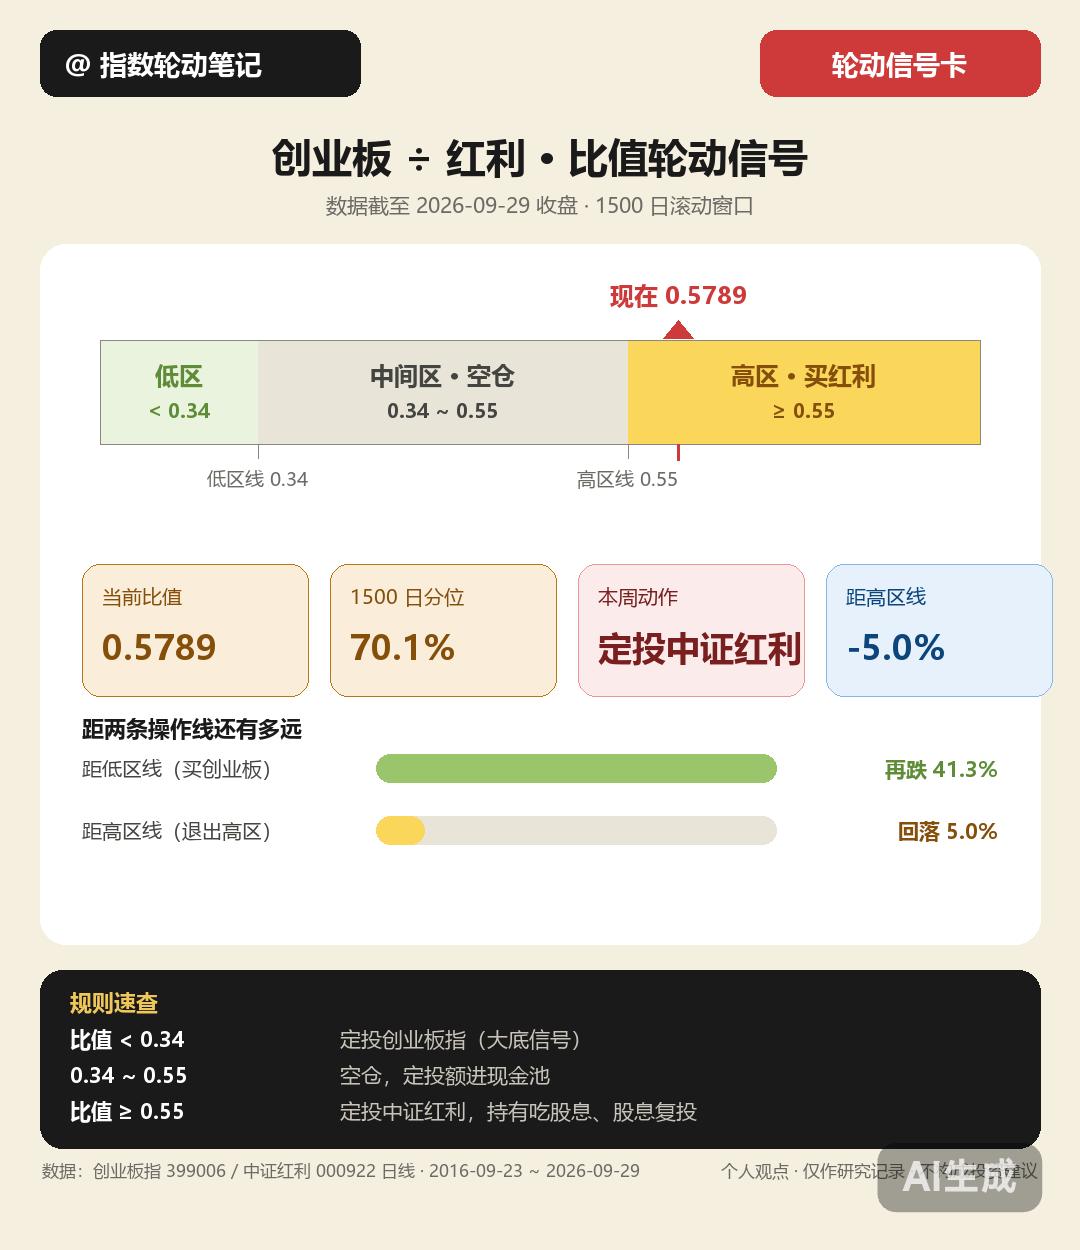 @ 指数轮动笔记
轮动信号卡
创业板 ÷ 红利 • 比值轮动信号
数据截至 2026-09-29 收盘 · 1500 日滚动窗口
现在 0.5789
低区
< 0.34
中间区 • 空仓
0.34 ~ 0.55
高区 • 买红利
≥ 0.55
低区线 0.34
高区线 0.55
当前比值
0.5789
1500 日分位
70.1%
本周动作
定投中证红利
距高区线
-5.0%
距两条操作线还有多远
距低区线（买创业板）
再跌 41.3%
距高区线（退出高区）
回落 5.0%
规则速查
比值 < 0.34
定投创业板指（大底信号）
0.34 ~ 0.55
空仓，定投额进现金池
比值 ≥ 0.55
定投中证红利，持有吃股息、股息复投
数据：创业板指 399006 / 中证红利 000922 日线 · 2016-09-23 ~ 2026-09-29
个人观点 · 仅作研究记录 · 不构成投资建议
AI生成